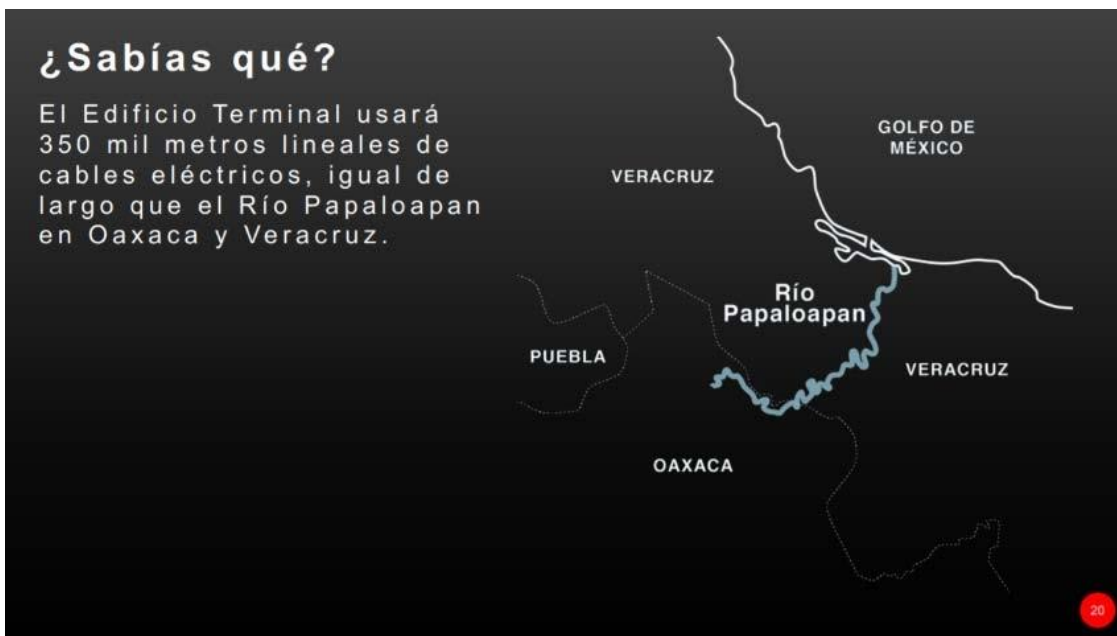 ¿Sabías qué?
El Edificio Terminal usará
350 mil metros lineales de
cables eléctricos, igual de
largo que el Río Papaloapan
en Oaxaca y Veracruz.
GOLFO DE
MÉXICO
VERACRUZ
Río
Papaloapan
PUEBLA
VERACRUZ
OAXACA
20